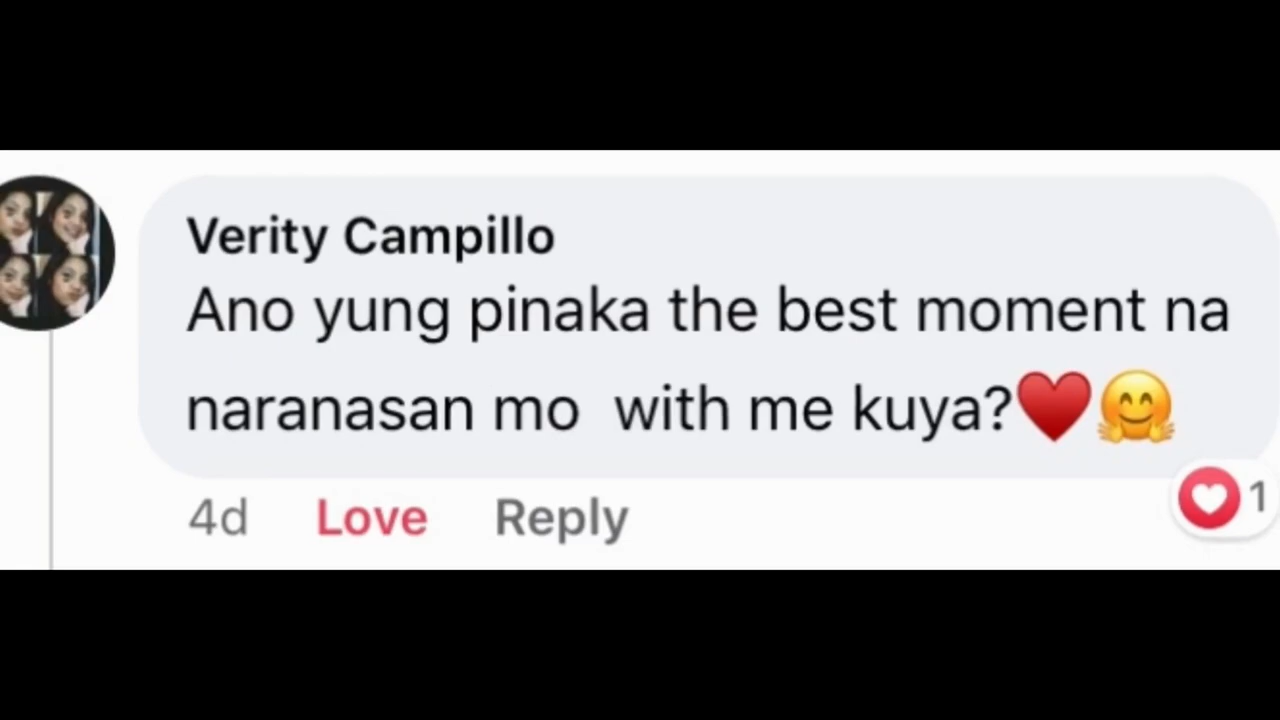 Verity Campillo
Ano yung pinaka the best moment na
naranasan mo  with me kuya?❤️🤗
4d Love Reply 1